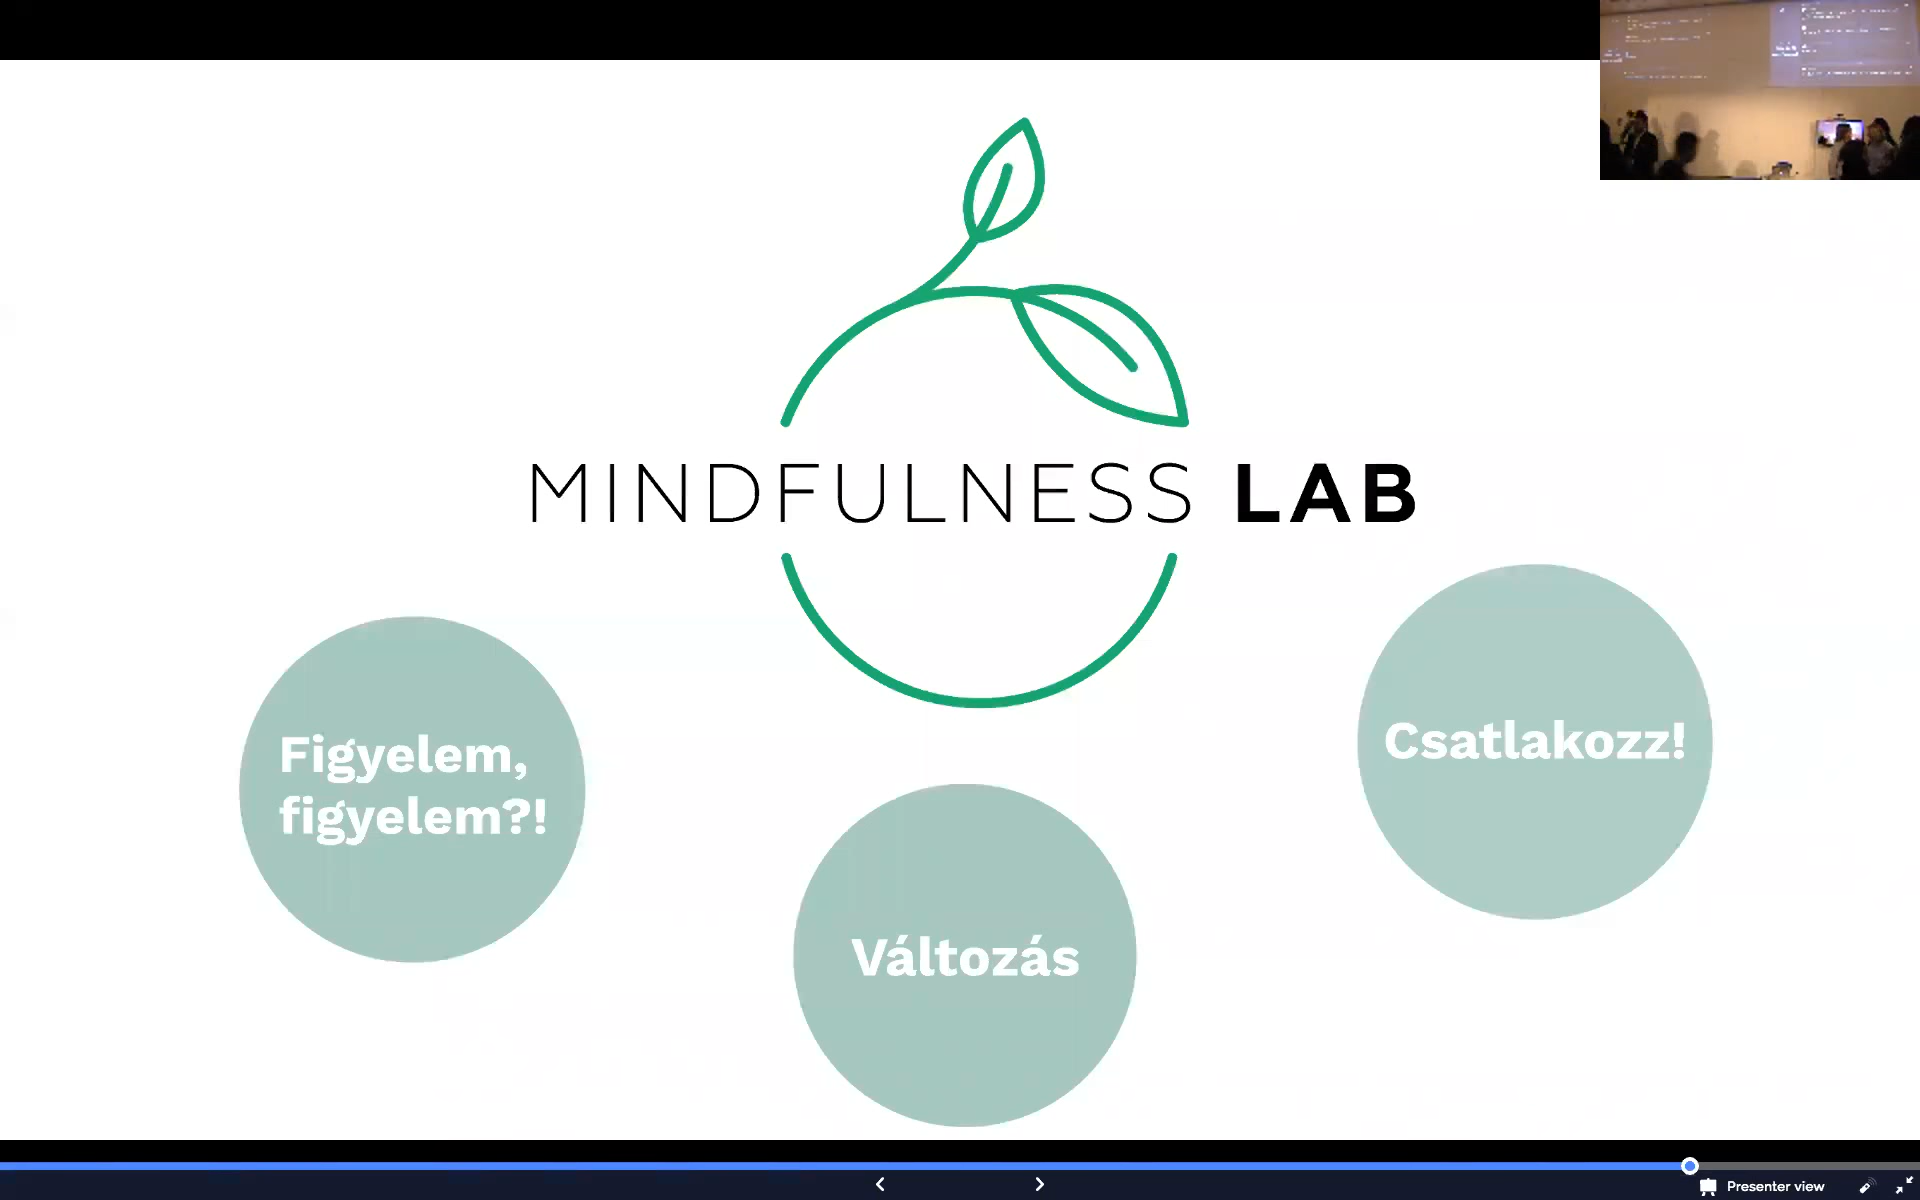 MINDFULNESS LAB
Figyelem,
figyelem?!
Változás
Csatlakozz!
Presenter view